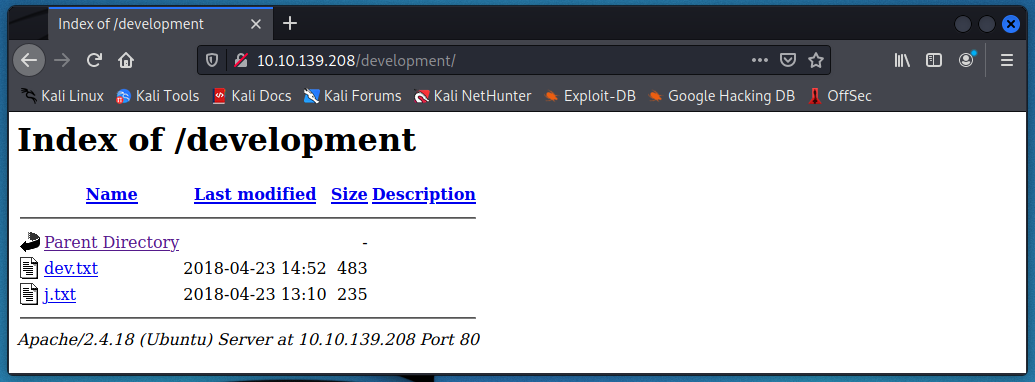 Index of /development
10.10.139.208/development/
Kali Linux Kali Tools Kali Docs Kali Forums Kali NetHunter Exploit-DB Google Hacking DB OffSec
Index of /development
Name Last modified Size Description
Parent Directory -
dev.txt 2018-04-23 14:52 483
j.txt 2018-04-23 13:10 235
Apache/2.4.18 (Ubuntu) Server at 10.10.139.208 Port 80